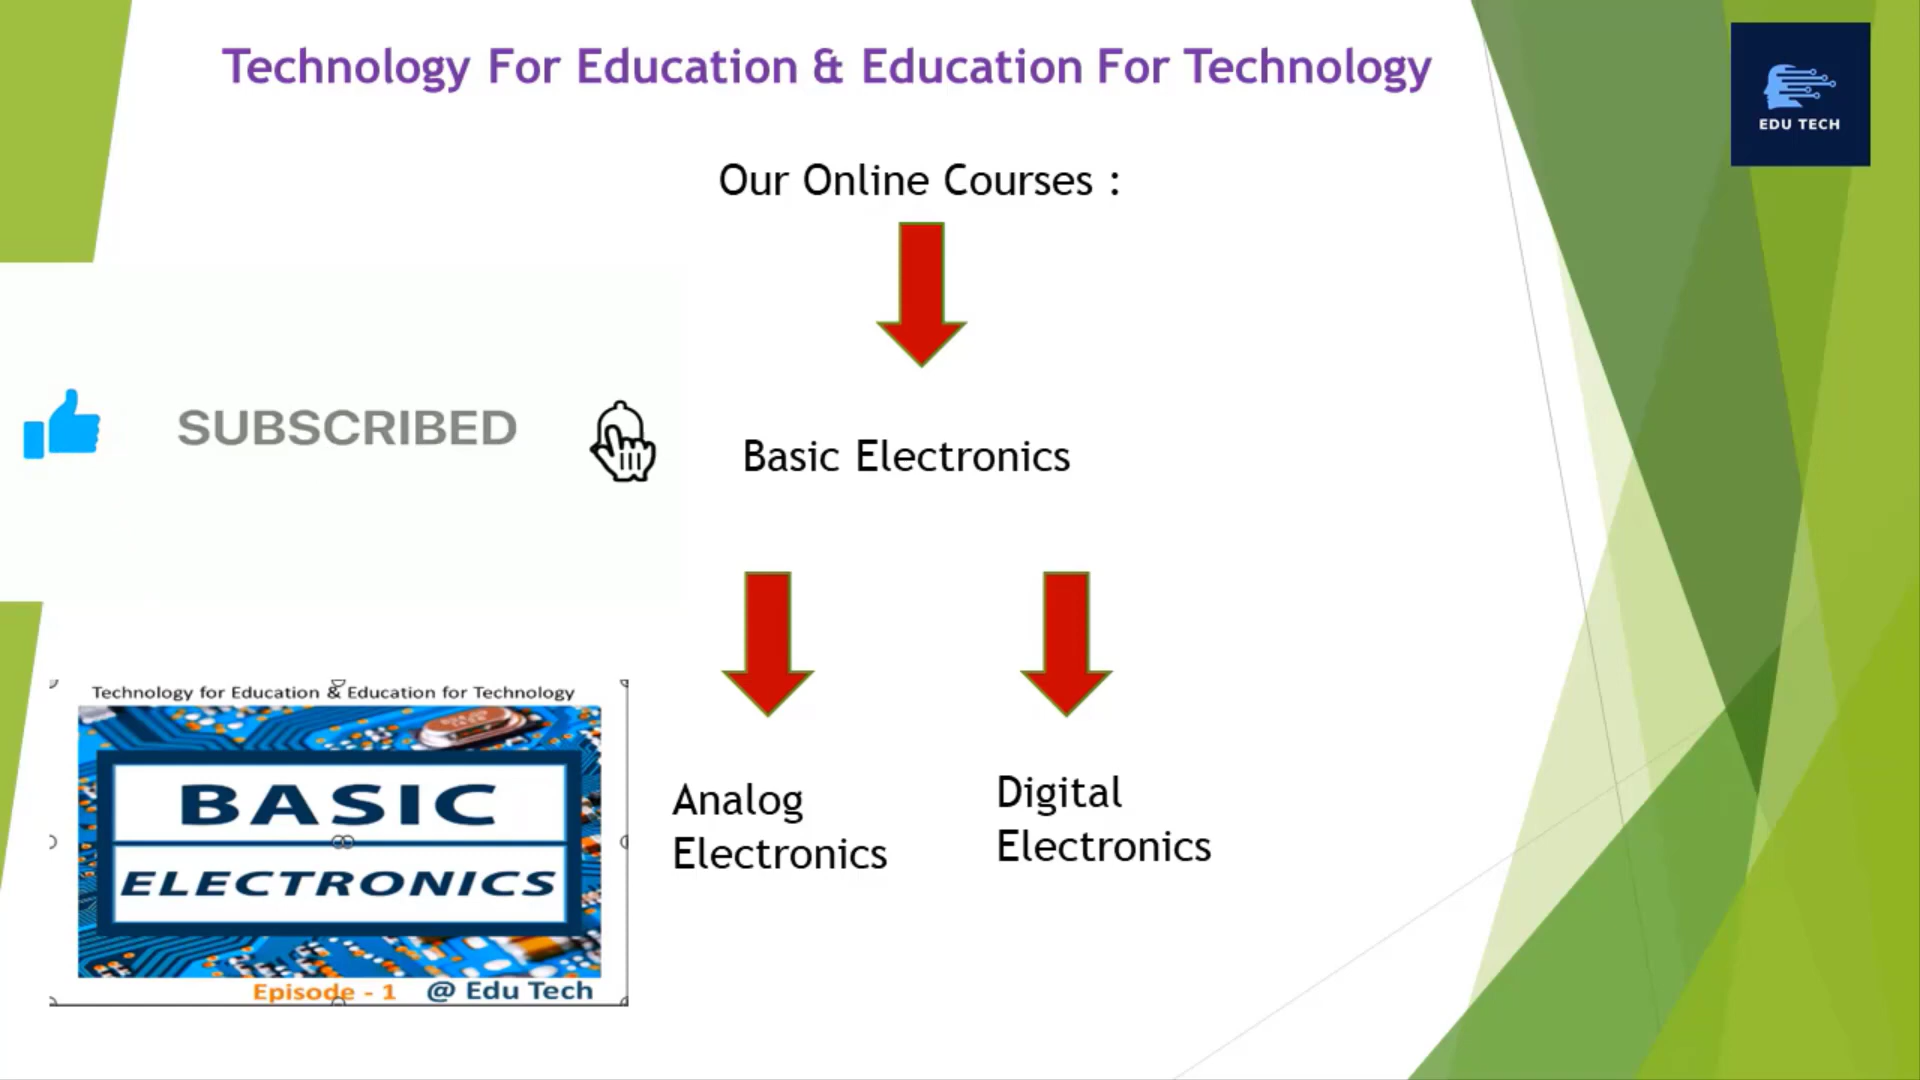 Technology For Education & Education For Technology
EDU TECH
Our Online Courses :
SUBSCRIBED
Basic Electronics
Analog
Electronics
Digital
Electronics
Technology for Education & Education for Technology
BASIC
ELECTRONICS
Episode - 1 @ Edu Tech